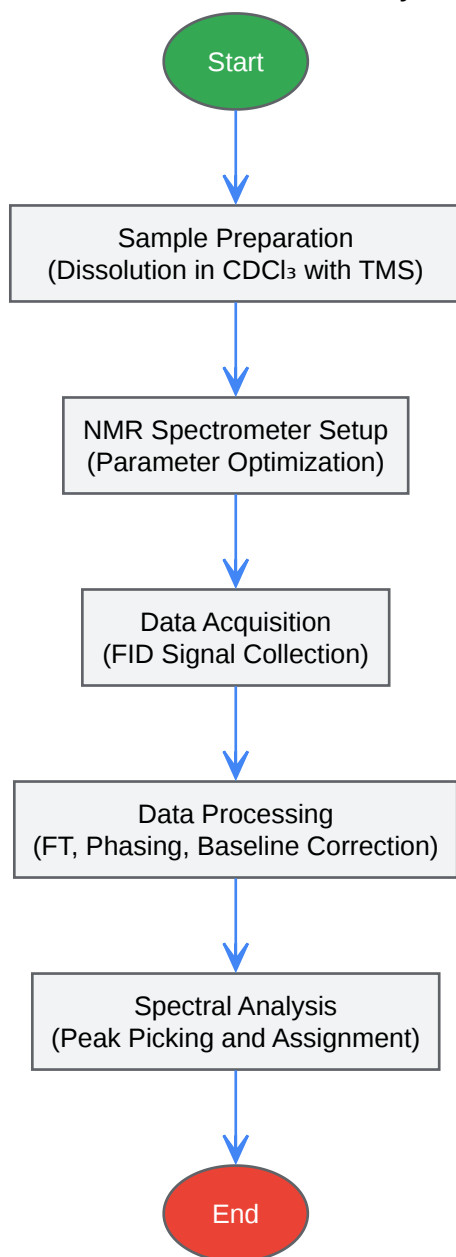 Start
Sample Preparation
(Dissolution in CDCl₃ with TMS)
NMR Spectrometer Setup
(Parameter Optimization)
Data Acquisition
(FID Signal Collection)
Data Processing
(FT, Phasing, Baseline Correction)
Spectral Analysis
(Peak Picking and Assignment)
End